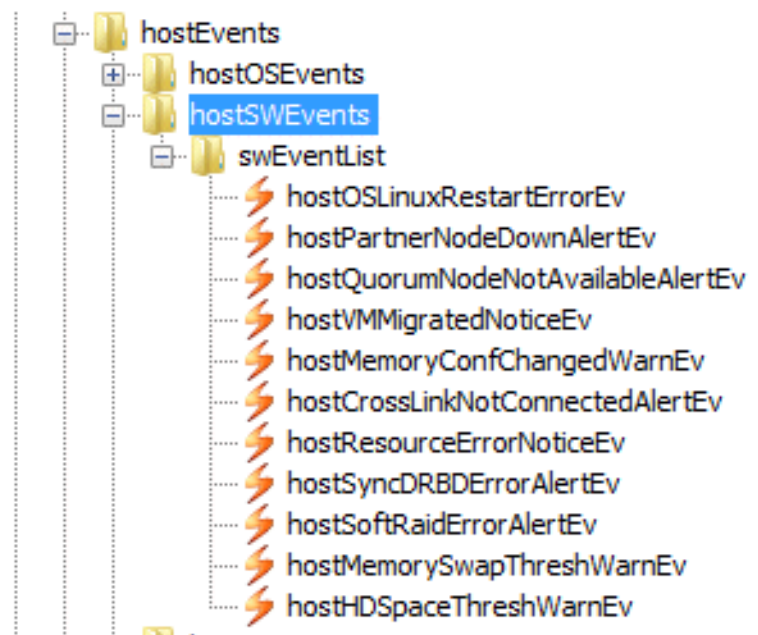 hostEvents
hostOSEvents
hostSWEvents
swEventList
hostOSLinuxRestartErrorEv
hostPartnerNodeDownAlertEv
hostQuorumNodeNotAvailableAlertEv
hostVMMigratedNoticeEv
hostMemoryConfChangedWarnEv
hostCrossLinkNotConnectedAlertEv
hostResourceErrorNoticeEv
hostSyncDRBDErrorAlertEv
hostSoftRaidErrorAlertEv
hostMemorySwapThreshWarnEv
hostHDSpaceThreshWarnEv